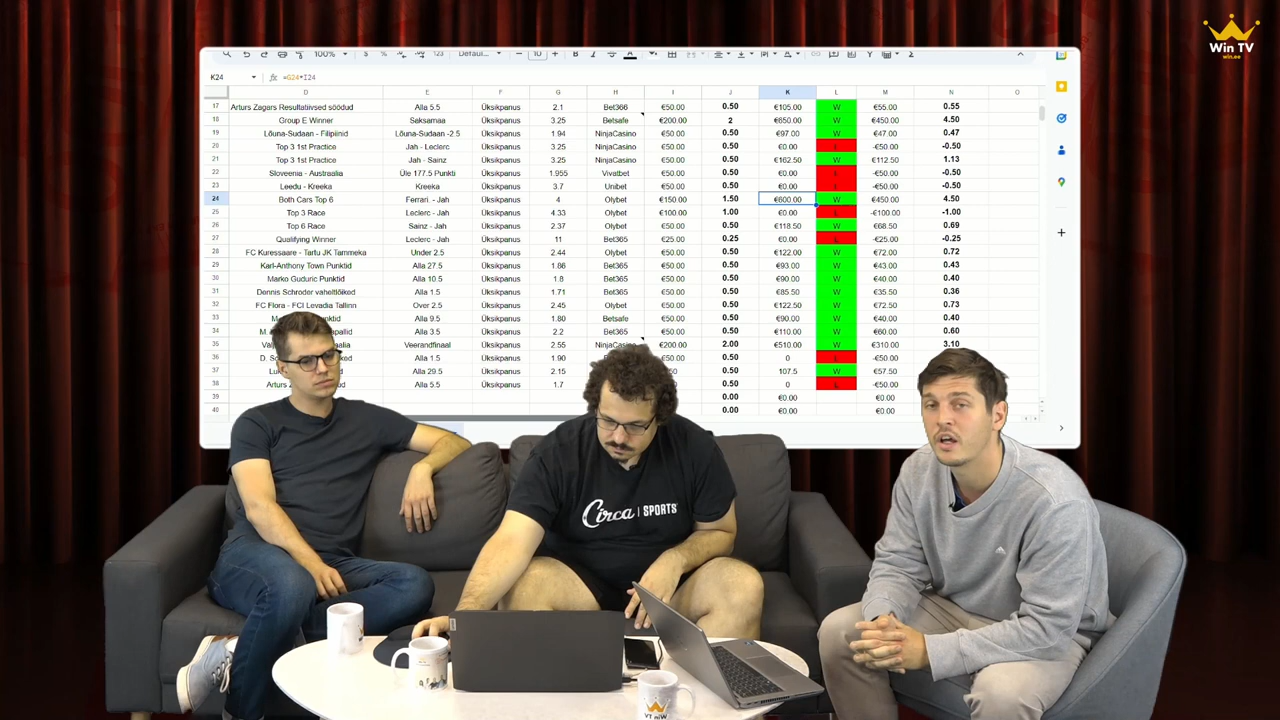 Win TV
win.ee
100%
$
%
123
Defaul...
10
B
I
A
K24
fx
=G24*I24
D E F G H I J K L M N O
17 Arturs Zagars Resultatiivsed söödud Alla 5.5 Üksikpanus 2.1 Bet366 €50.00 0.50 €105.00 W €55.00 0.55
18 Group E Winner Saksamaa Üksikpanus 3.25 Betsafe €200.00 2 €650.00 W €450.00 4.50
19 Lõuna-Sudaan - Filipiinid Lõuna-Sudaan -2.5 Üksikpanus 1.94 NinjaCasino €50.00 0.50 €97.00 W €47.00 0.47
20 Top 3 1st Practice Jah - Leclerc Üksikpanus 3.25 NinjaCasino €50.00 0.50 €0.00 L -€50.00 -0.50
21 Top 3 1st Practice Jah - Sainz Üksikpanus 3.25 NinjaCasino €50.00 0.50 €162.50 W €112.50 1.13
22 Sloveenia - Austraalia Üle 177.5 Punkti Üksikpanus 1.955 Vivatbet €50.00 0.50 €0.00 L -€50.00 -0.50
23 Leedu - Kreeka Kreeka Üksikpanus 3.7 Unibet €50.00 0.50 €0.00 L -€50.00 -0.50
24 Both Cars Top 6 Ferrari. - Jah Üksikpanus 4 Olybet €150.00 1.50 €600.00 W €450.00 4.50
25 Top 3 Race Leclerc - Jah Üksikpanus 4.33 Olybet €100.00 1.00 €0.00 L -€100.00 -1.00
26 Top 6 Race Sainz - Jah Üksikpanus 2.37 Olybet €50.00 0.50 €118.50 W €68.50 0.69
27 Qualifying Winner Leclerc - Jah Üksikpanus 11 Bet365 €25.00 0.25 €0.00 L -€25.00 -0.25
28 FC Kuressaare - Tartu JK Tammeka Under 2.5 Üksikpanus 2.44 Olybet €50.00 0.50 €122.00 W €72.00 0.72
29 Karl-Anthony Town Punktid Alla 27.5 Üksikpanus 1.86 Bet365 €50.00 0.50 €93.00 W €43.00 0.43
30 Marko Guduric Punktid Alla 10.5 Üksikpanus 1.8 Bet365 €50.00 0.50 €90.00 W €40.00 0.40
31 Dennis Schroder vaheltlõiked Alla 1.5 Üksikpanus 1.71 Bet365 €50.00 0.50 €85.50 W €35.50 0.36
32 FC Flora - FCI Levadia Tallinn Over 2.5 Üksikpanus 2.45 Olybet €50.00 0.50 €122.50 W €72.50 0.73
33 Alla 9.5 Üksikpanus 1.80 Betsafe €50.00 0.50 €90.00 W €40.00 0.40
34 Alla 3.5 Üksikpanus 2.2 Bet365 €50.00 0.50 €110.00 W €60.00 0.60
35 Veerandfinaal Üksikpanus 2.55 NinjaCasino €200.00 2.00 €510.00 W €310.00 3.10
36 Alla 1.5 Üksikpanus 1.90 €50.00 0.50 0 L -€50.00
37 Alla 29.5 Üksikpanus 2.15 0.50 107.5 W €57.50
38 Arturs Alla 5.5 Üksikpanus 1.7 0.50 0 L -€50.00
39 0.00 €0.00 €0.00
40 0.00 €0.00 €0.00
Circa SPORTS
Win TV